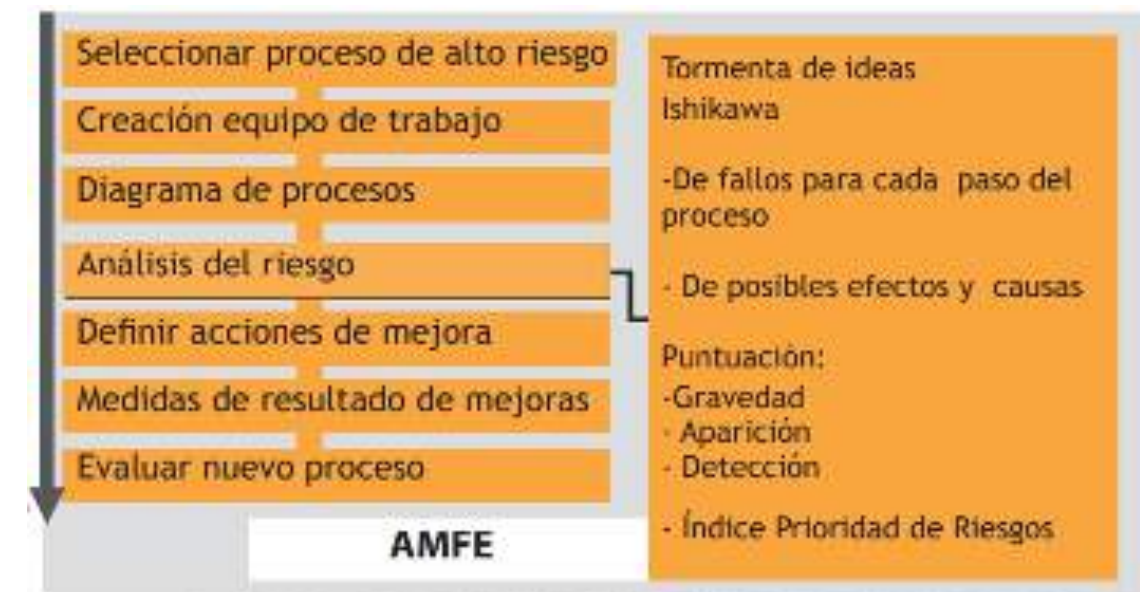 Seleccionar proceso de alto riesgo
Creación equipo de trabajo
Diagrama de procesos
Análisis del riesgo
Definir acciones de mejora
Medidas de resultado de mejoras
Evaluar nuevo proceso
AMFE
Tormenta de ideas
Ishikawa
-De fallos para cada paso del
proceso
- De posibles efectos y causas
Puntuación:
-Gravedad
- Aparición
- Detección
- Índice Prioridad de Riesgos